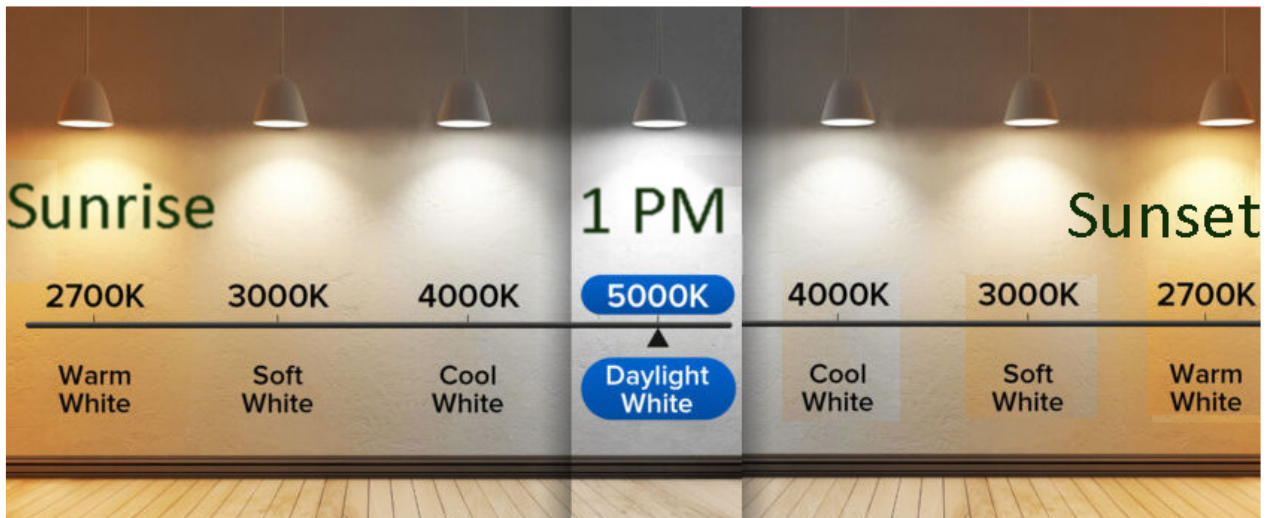 Sunrise
1 PM
Sunset
2700K
3000K
4000K
5000K
4000K
3000K
2700K
Warm
White
Soft
White
Cool
White
Daylight
White
Cool
White
Soft
White
Warm
White